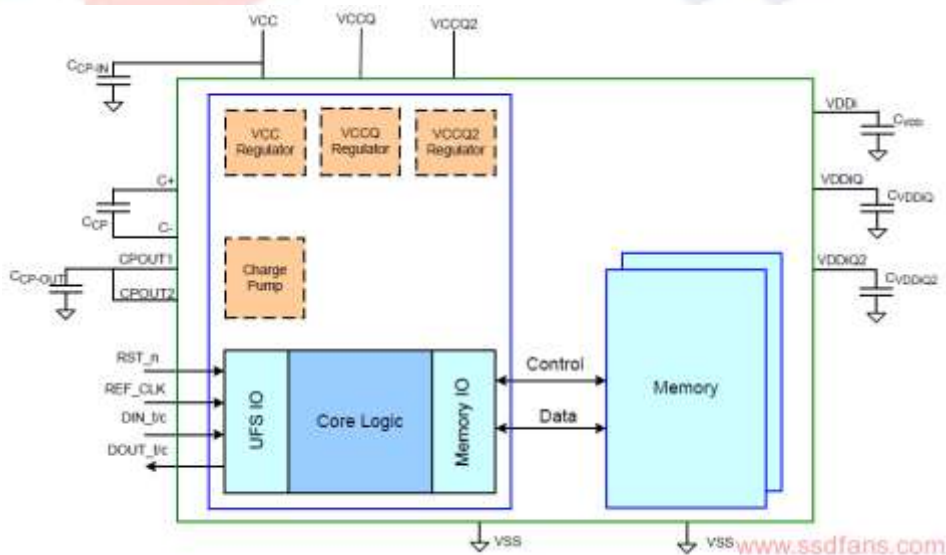 VCC
VCCQ
VCCQ2
CCP-IN
VCC
Regulator
VCCQ
Regulator
VCCQ2
Regulator
VDDi
CVDDi
C+
CCP
C-
VDDiQ
CVDDiQ
CPOUT1
CCP-OUT
CPOUT2
Charge
Pump
VDDiQ2
CVDDiQ2
RST_n
REF_CLK
DIN_t/c
DOUT_t/c
UFS IO
Core Logic
Memory IO
Control
Data
Memory
VSS
VSS
www.ssdfans.com